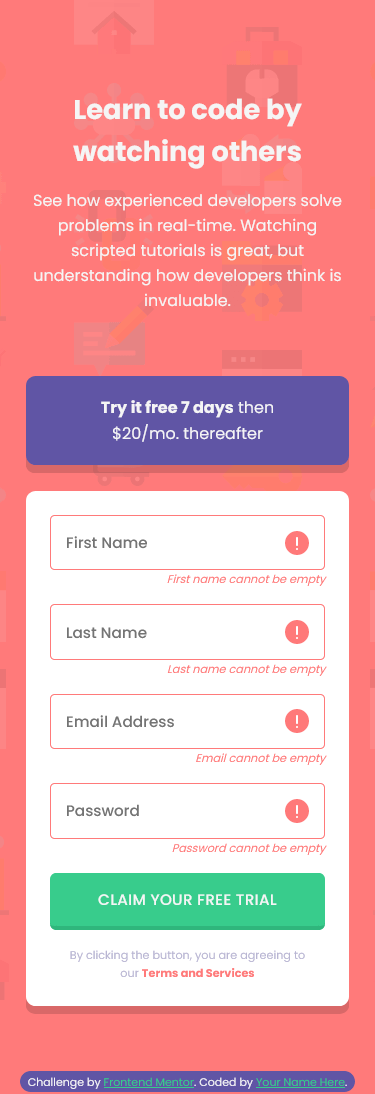 Learn to code by
watching others
See how experienced developers solve
problems in real-time. Watching
scripted tutorials is great, but
understanding how developers think is
invaluable.
Try it free 7 days then
$20/mo. thereafter
First Name
First name cannot be empty
Last Name
Last name cannot be empty
Email Address
Email cannot be empty
Password
Password cannot be empty
CLAIM YOUR FREE TRIAL
By clicking the button, you are agreeing to
our Terms and Services
Challenge by Frontend Mentor. Coded by Your Name Here.